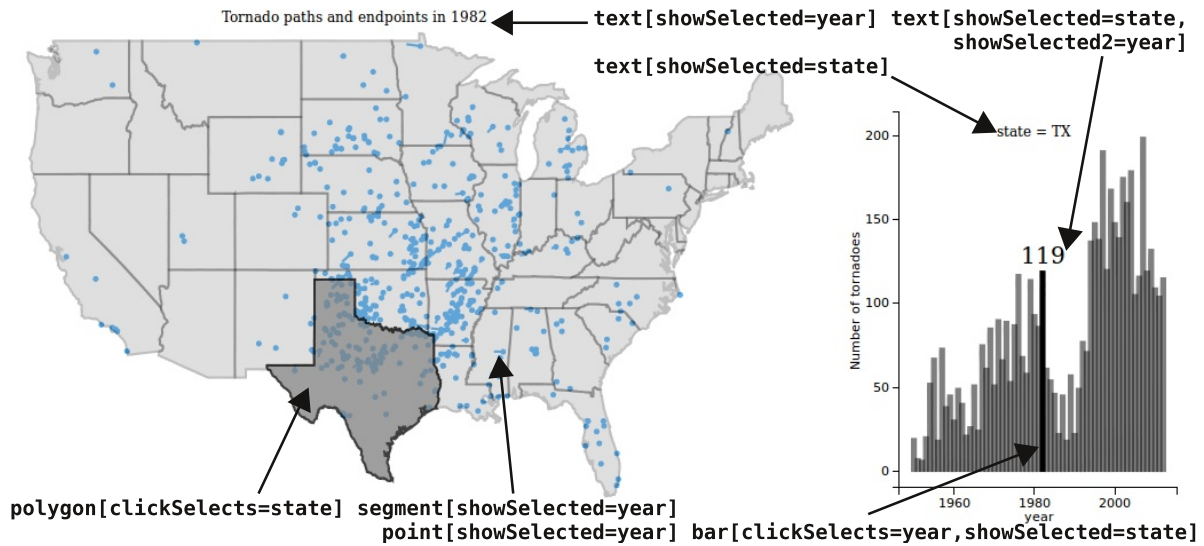 Tornado paths and endpoints in 1982
text[showSelected=year] text[showSelected=state,
showSelected2=year]
text[showSelected=state]
state = TX
119
Number of tornadoes
200
150
100
50
0
1960
1980
2000
year
polygon[clickSelects=state] segment[showSelected=year]
point[showSelected=year] bar[clickSelects=year,showSelected=state]